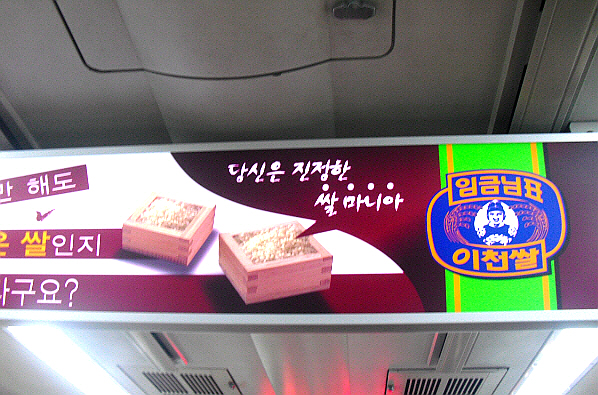 만 해도
은 쌀인지
라구요?
당신은 진정한
쌀 마니아
임금님표
이천쌀